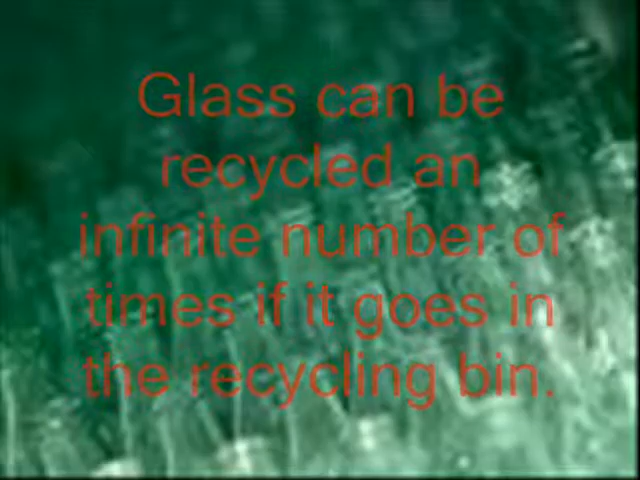 Glass can be
recycled an
infinite number of
times if it goes in
the recycling bin.